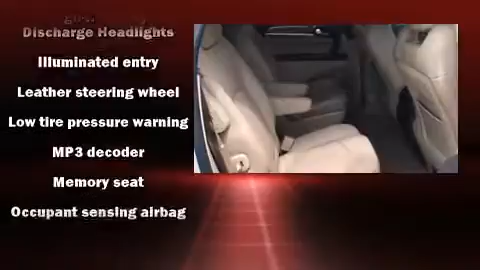 Discharge Headlights
Illuminated entry
Leather steering wheel
Low tire pressure warning
MP3 decoder
Memory seat
Occupant sensing airbag